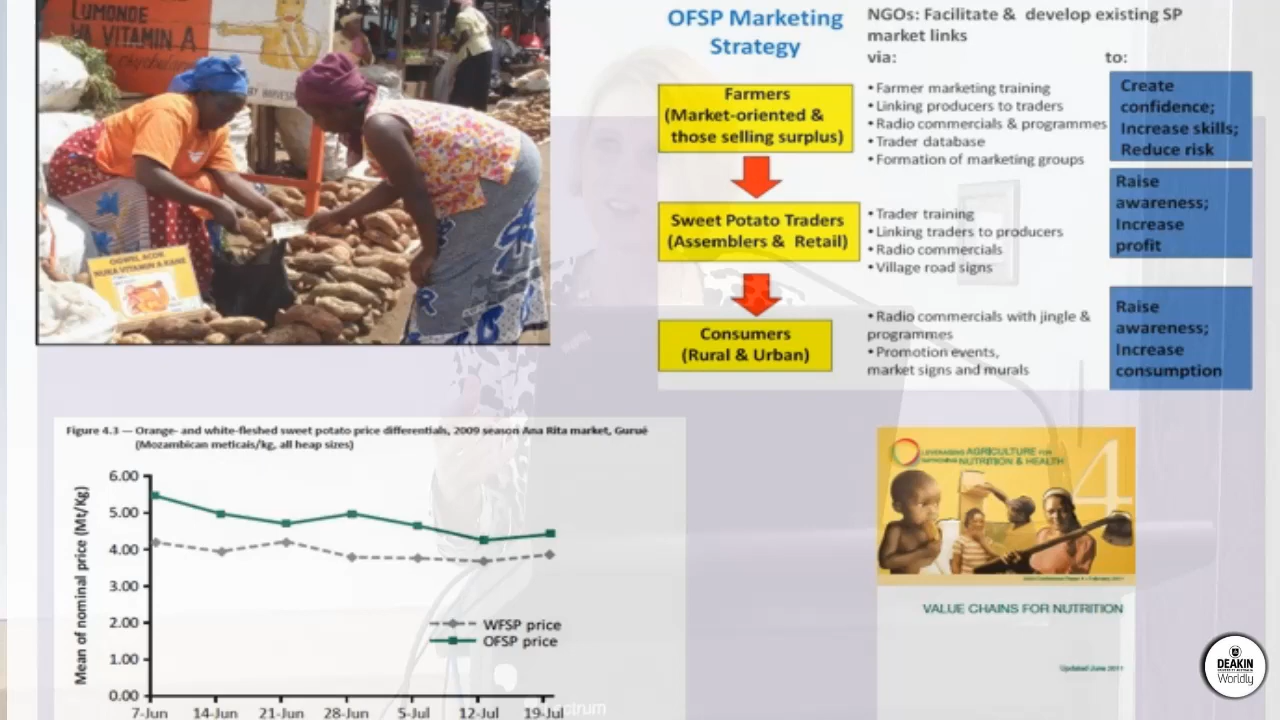 LUMONDE
WA VITAMIN A
OFSP Marketing
Strategy
NGOs: Facilitate & develop existing SP
market links
via:
to:
Farmers
(Market-oriented &
those selling surplus)
• Farmer marketing training
• Linking producers to traders
• Radio commercials & programmes
• Trader database
• Formation of marketing groups
Create
confidence;
Increase skills;
Reduce risk
Sweet Potato Traders
(Assemblers & Retail)
• Trader training
• Linking traders to producers
• Radio commercials
• Village road signs
Raise
awareness;
Increase
profit
Consumers
(Rural & Urban)
• Radio commercials with jingle &
programmes
• Promotion events,
market signs and murals
Raise
awareness;
Increase
consumption
NUKA VITAMIN A KANE
Figure 4.3 — Orange- and white-fleshed sweet potato price differentials, 2009 season Ana Rita market, Gurué
(Mozambican meticais/kg, all heap sizes)
Mean of nominal price (Mt/Kg)
6.00
5.00
4.00
3.00
2.00
1.00
0.00
WFSP price
OFSP price
7-Jun 14-Jun 21-Jun 28-Jun 5-Jul 12-Jul 19-Jul
LEVERAGING AGRICULTURE FOR
IMPROVING NUTRITION & HEALTH
4
VALUE CHAINS FOR NUTRITION
Updated June 2011
DEAKIN
Worldly